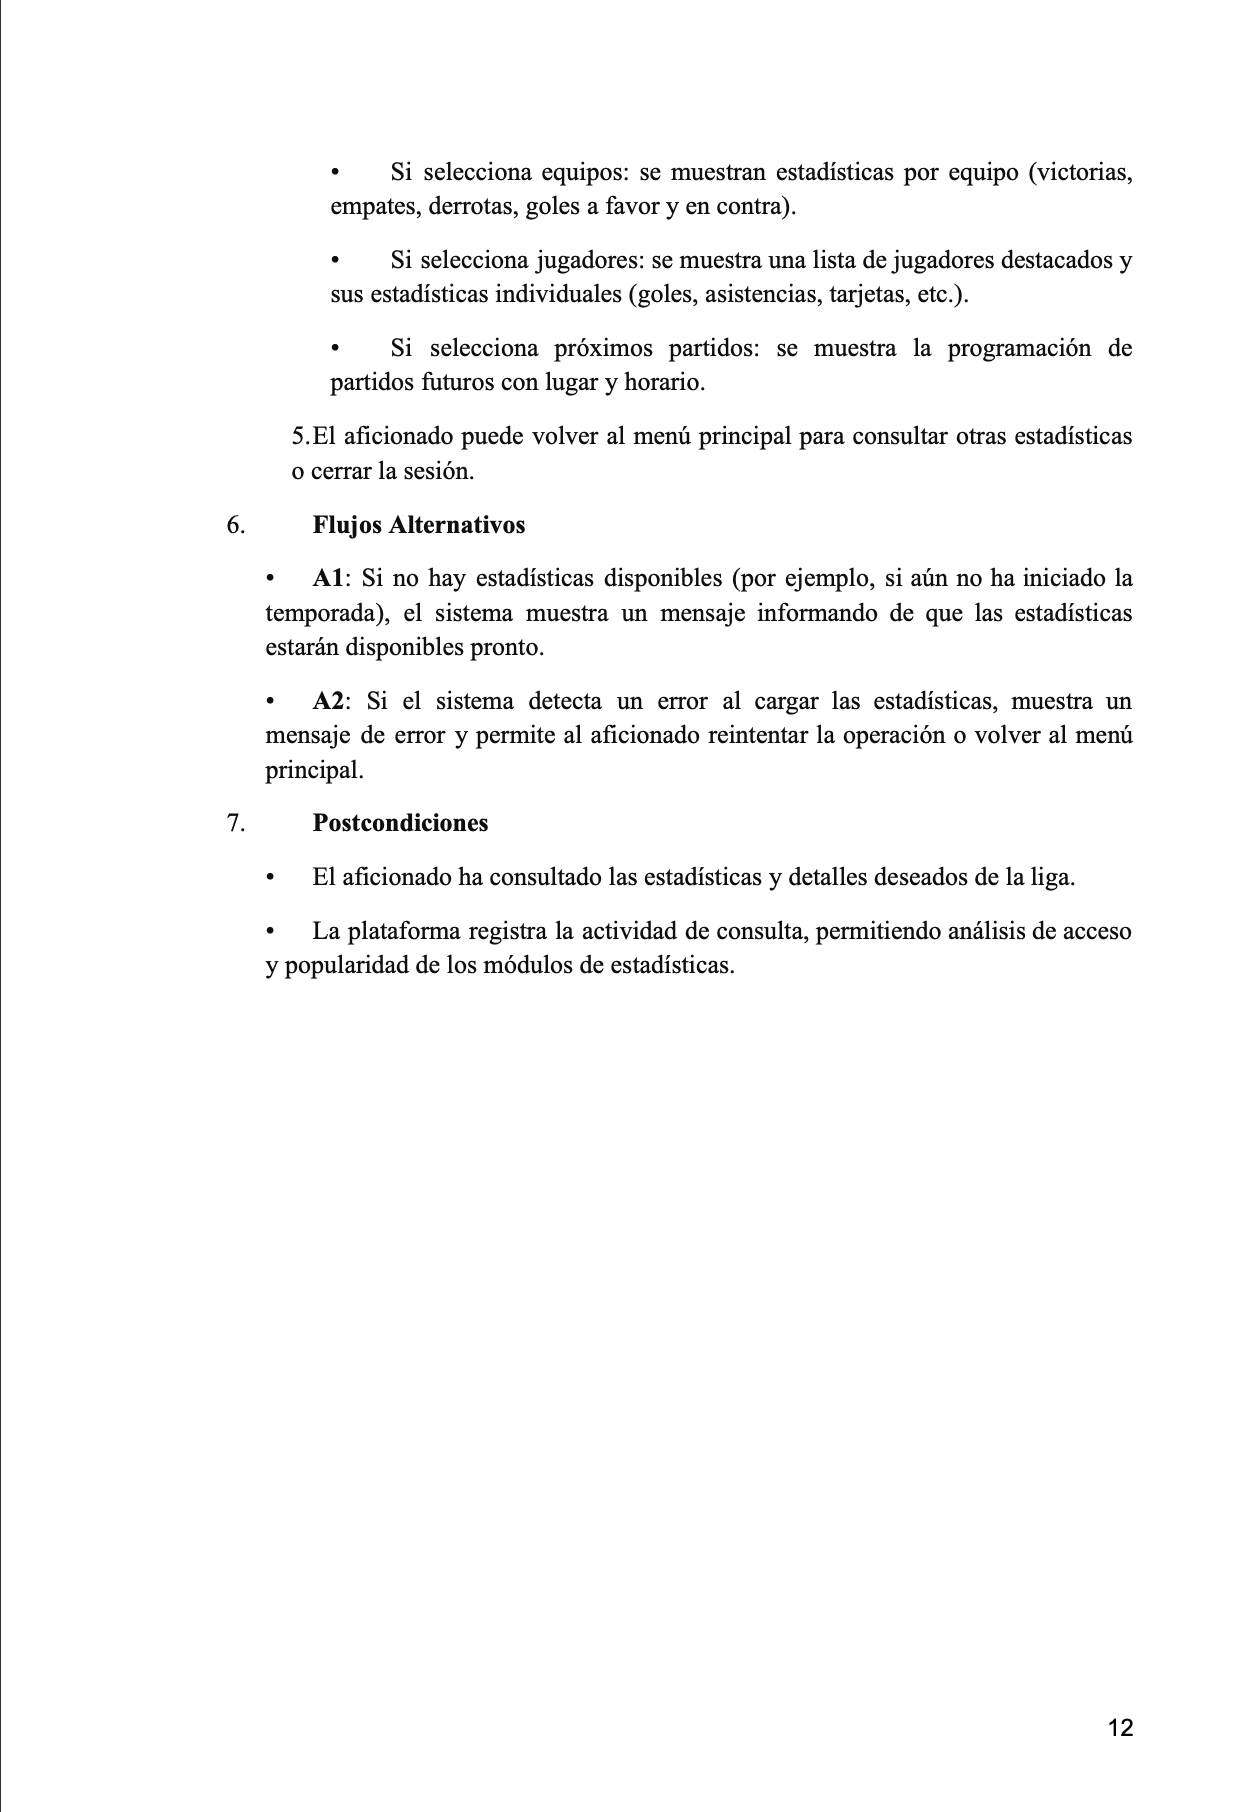 • Si selecciona equipos: se muestran estadísticas por equipo (victorias,
empates, derrotas, goles a favor y en contra).
• Si selecciona jugadores: se muestra una lista de jugadores destacados y
sus estadísticas individuales (goles, asistencias, tarjetas, etc.).
• Si selecciona próximos partidos: se muestra la programación de
partidos futuros con lugar y horario.
5.El aficionado puede volver al menú principal para consultar otras estadísticas
o cerrar la sesión.
6. Flujos Alternativos
• A1: Si no hay estadísticas disponibles (por ejemplo, si aún no ha iniciado la
temporada), el sistema muestra un mensaje informando de que las estadísticas
estarán disponibles pronto.
• A2: Si el sistema detecta un error al cargar las estadísticas, muestra un
mensaje de error y permite al aficionado reintentar la operación o volver al menú
principal.
7. Postcondiciones
• El aficionado ha consultado las estadísticas y detalles deseados de la liga.
• La plataforma registra la actividad de consulta, permitiendo análisis de acceso
y popularidad de los módulos de estadísticas.
12